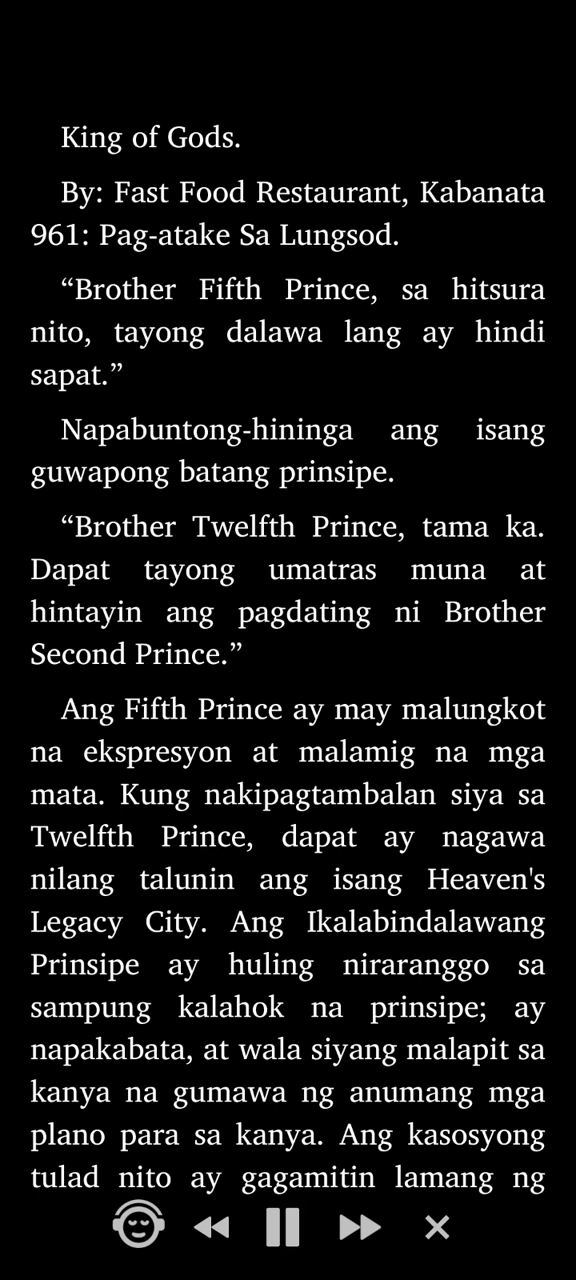 King of Gods.
By: Fast Food Restaurant, Kabanata
961: Pag-atake Sa Lungsod.
“Brother Fifth Prince, sa hitsura
nito, tayong dalawa lang ay hindi
sapat.”
Napabuntong-hininga ang isang
guwapong batang prinsipe.
“Brother Twelfth Prince, tama ka.
Dapat tayong umatras muna at
hintayin ang pagdating ni Brother
Second Prince.”
Ang Fifth Prince ay may malungkot
na ekspresyon at malamig na mga
mata. Kung nakipagtambalan siya sa
Twelfth Prince, dapat ay nagawa
nilang talunin ang isang Heaven's
Legacy City. Ang Ikalabindalawang
Prinsipe ay huling niraranggo sa
sampung kalahok na prinsipe; ay
napakabata, at wala siyang malapit sa
kanya na gumawa ng anumang mga
plano para sa kanya. Ang kasosyong
tulad nito ay gagamitin lamang ng